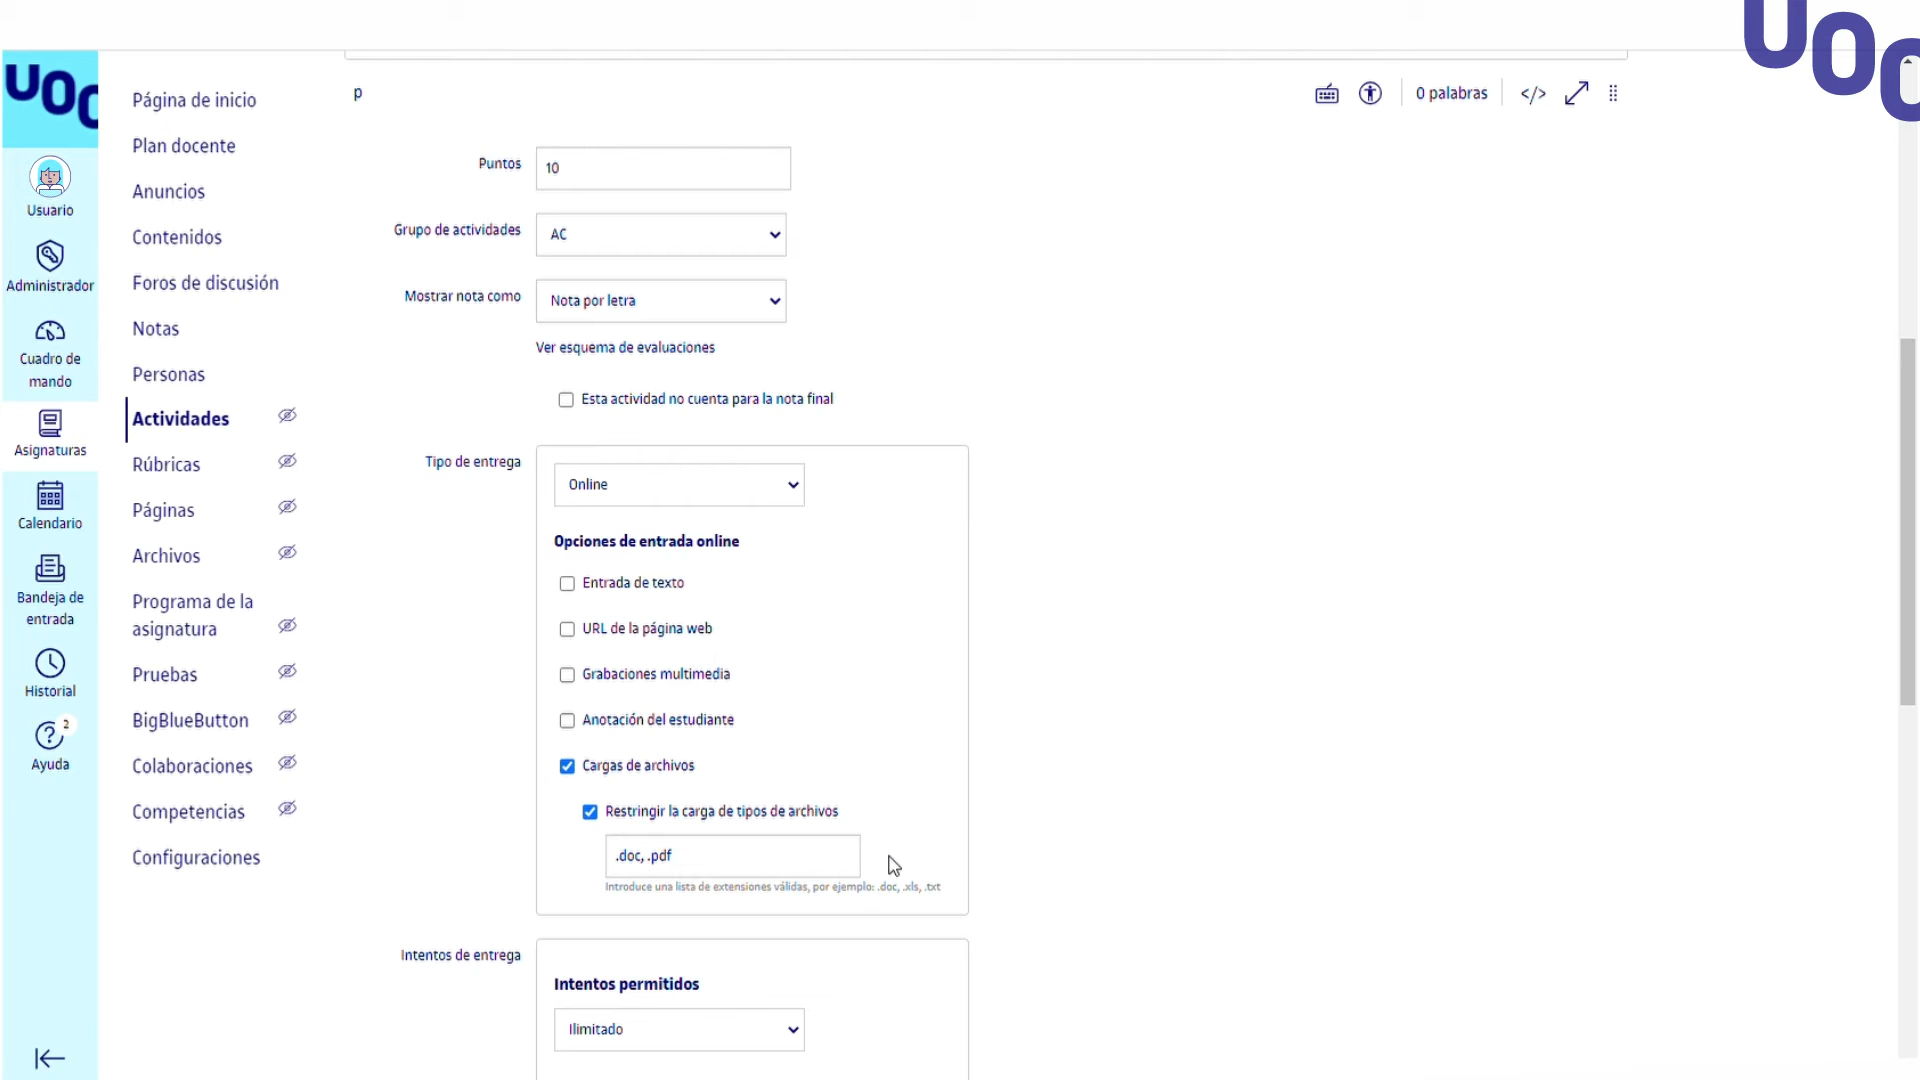 UOC
UOC
Usuario
Administrador
Cuadro de
mando
Asignaturas
Calendario
Bandeja de
entrada
Historial
2
Ayuda
Página de inicio
Plan docente
Anuncios
Contenidos
Foros de discusión
Notas
Personas
Actividades
Rúbricas
Páginas
Archivos
Programa de la
asignatura
Pruebas
BigBlueButton
Colaboraciones
Competencias
Configuraciones
p
0 palabras
</>
Puntos
10
Grupo de actividades
AC
Mostrar nota como
Nota por letra
Ver esquema de evaluaciones
Esta actividad no cuenta para la nota final
Tipo de entrega
Online
Opciones de entrada online
Entrada de texto
URL de la página web
Grabaciones multimedia
Anotación del estudiante
Cargas de archivos
Restringir la carga de tipos de archivos
.doc, .pdf
Introduce una lista de extensiones válidas, por ejemplo: .doc, .xls, .txt
Intentos de entrega
Intentos permitidos
Ilimitado